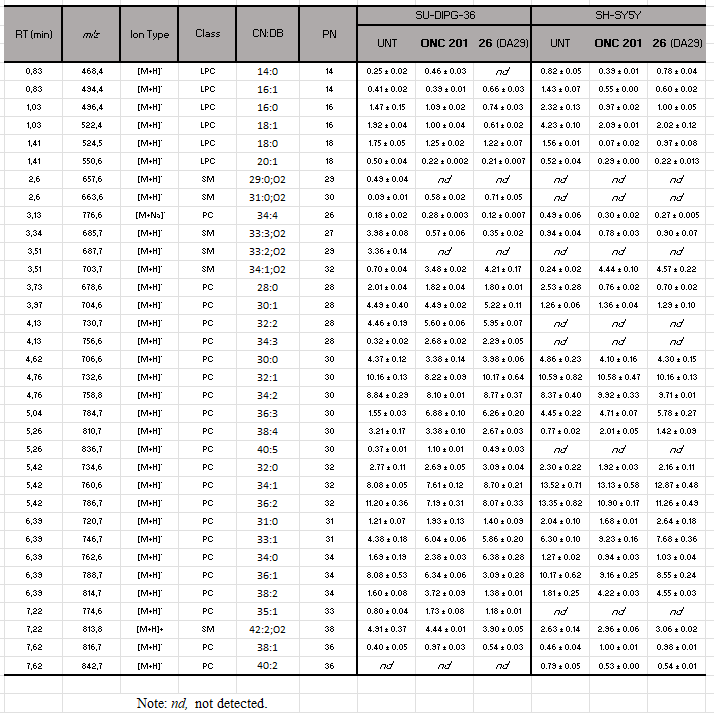 SU-DIPG-36 SH-SY5Y
RT (min) m/z Ion Type Class CN:DB PN UNT ONC 201 26 (DA29) UNT ONC 201 26 (DA29)
0,83 468,4 [M+H]+ LPC 14:0 14 0.25 ± 0.02 0.46 ± 0.03 nd 0.82 ± 0.05 0.39 ± 0.01 0.78 ± 0.04
0,83 494,4 [M+H]+ LPC 16:1 14 0.41 ± 0.02 0.39 ± 0.01 0.66 ± 0.03 1.43 ± 0.07 0.55 ± 0.00 0.60 ± 0.02
1,03 496,4 [M+H]+ LPC 16:0 16 1.47 ± 0.15 1.09 ± 0.02 0.74 ± 0.03 2.32 ± 0.13 0.97 ± 0.02 1.00 ± 0.05
1,03 522,4 [M+H]+ LPC 18:1 16 1.92 ± 0.04 1.00 ± 0.04 0.61 ± 0.02 4.23 ± 0.10 2.09 ± 0.01 2.02 ± 0.12
1,41 524,5 [M+H]+ LPC 18:0 18 1.75 ± 0.05 1.25 ± 0.02 1.22 ± 0.07 1.56 ± 0.01 0.07 ± 0.02 0.97 ± 0.08
1,41 550,6 [M+H]+ LPC 20:1 18 0.50 ± 0.04 0.22 ± 0.002 0.21 ± 0.007 0.52 ± 0.04 0.29 ± 0.00 0.22 ± 0.013
2,6 657,6 [M+H]+ SM 29:0;O2 29 0.49 ± 0.04 nd nd nd nd nd
2,6 663,6 [M+H]+ SM 31:0;O2 30 0.09 ± 0.01 0.58 ± 0.02 0.71 ± 0.05 nd nd nd
3,13 776,6 [M+Na]+ PC 34:4 26 0.18 ± 0.02 0.28 ± 0.003 0.12 ± 0.007 0.49 ± 0.06 0.30 ± 0.02 0.27 ± 0.005
3,34 685,7 [M+H]+ SM 33:3;O2 27 3.98 ± 0.08 0.57 ± 0.06 0.35 ± 0.02 0.94 ± 0.04 0.78 ± 0.03 0.90 ± 0.07
3,51 687,7 [M+H]+ SM 33:2;O2 29 3.36 ± 0.14 nd nd nd nd nd
3,51 703,7 [M+H]+ SM 34:1;O2 32 0.70 ± 0.04 3.48 ± 0.02 4.21 ± 0.17 0.24 ± 0.02 4.44 ± 0.10 4.57 ± 0.22
3,73 678,6 [M+H]+ PC 28:0 28 2.01 ± 0.04 1.82 ± 0.04 1.80 ± 0.01 2.53 ± 0.28 0.76 ± 0.02 0.70 ± 0.02
3,97 704,6 [M+H]+ PC 30:1 28 4.49 ± 0.40 4.49 ± 0.02 5.22 ± 0.11 1.26 ± 0.06 1.36 ± 0.04 1.29 ± 0.10
4,13 730,7 [M+H]+ PC 32:2 28 4.46 ± 0.19 5.60 ± 0.06 5.95 ± 0.07 nd nd nd
4,13 756,6 [M+H]+ PC 34:3 28 0.32 ± 0.02 2.68 ± 0.02 2.29 ± 0.05 nd nd nd
4,62 706,6 [M+H]+ PC 30:0 30 4.37 ± 0.12 3.38 ± 0.14 3.98 ± 0.06 4.86 ± 0.23 4.10 ± 0.16 4.30 ± 0.15
4,76 732,6 [M+H]+ PC 32:1 30 10.16 ± 0.13 8.22 ± 0.09 10.17 ± 0.64 10.59 ± 0.82 10.58 ± 0.47 10.16 ± 0.13
4,76 758,8 [M+H]+ PC 34:2 30 8.84 ± 0.29 8.10 ± 0.01 8.77 ± 0.37 8.37 ± 0.40 9.92 ± 0.33 9.71 ± 0.01
5,04 784,7 [M+H]+ PC 36:3 30 1.55 ± 0.03 6.88 ± 0.10 6.26 ± 0.20 4.45 ± 0.22 4.71 ± 0.07 5.78 ± 0.27
5,26 810,7 [M+H]+ PC 38:4 30 3.21 ± 0.17 3.38 ± 0.10 2.67 ± 0.03 0.77 ± 0.02 2.01 ± 0.05 1.42 ± 0.09
5,26 836,7 [M+H]+ PC 40:5 30 0.37 ± 0.01 1.10 ± 0.01 0.49 ± 0.03 nd nd nd
5,42 734,6 [M+H]+ PC 32:0 32 2.77 ± 0.11 2.69 ± 0.05 3.09 ± 0.04 2.30 ± 0.22 1.92 ± 0.03 2.16 ± 0.11
5,42 760,6 [M+H]+ PC 34:1 32 8.08 ± 0.05 7.61 ± 0.12 8.70 ± 0.21 13.52 ± 0.71 13.13 ± 0.58 12.87 ± 0.48
5,42 786,7 [M+H]+ PC 36:2 32 11.20 ± 0.36 7.19 ± 0.31 8.07 ± 0.33 13.35 ± 0.82 10.90 ± 0.17 11.26 ± 0.49
6,39 720,7 [M+H]+ PC 31:0 31 1.21 ± 0.07 1.93 ± 0.13 1.40 ± 0.09 2.04 ± 0.10 1.68 ± 0.01 2.64 ± 0.18
6,39 746,7 [M+H]+ PC 33:1 31 4.38 ± 0.18 6.04 ± 0.06 5.86 ± 0.20 6.30 ± 0.10 9.23 ± 0.16 7.68 ± 0.36
6,39 762,6 [M+H]+ PC 34:0 34 1.69 ± 0.19 2.38 ± 0.03 6.38 ± 0.28 1.27 ± 0.02 0.94 ± 0.03 1.03 ± 0.04
6,39 788,7 [M+H]+ PC 36:1 34 8.08 ± 0.53 6.34 ± 0.06 3.09 ± 0.28 10.17 ± 0.62 9.16 ± 0.25 8.55 ± 0.24
6,39 814,7 [M+H]+ PC 38:2 34 1.60 ± 0.08 3.72 ± 0.09 1.38 ± 0.01 1.81 ± 0.25 4.22 ± 0.03 4.55 ± 0.03
7,22 774,6 [M+H]+ PC 35:1 33 0.80 ± 0.04 1.73 ± 0.08 1.18 ± 0.01 nd nd nd
7,22 813,8 [M+H]+ SM 42:2;O2 38 4.91 ± 0.37 4.44 ± 0.01 3.90 ± 0.05 2.63 ± 0.14 2.96 ± 0.06 3.06 ± 0.02
7,62 816,7 [M+H]+ PC 38:1 36 0.40 ± 0.05 0.97 ± 0.03 0.54 ± 0.03 0.46 ± 0.04 1.00 ± 0.01 0.98 ± 0.01
7,62 842,7 [M+H]+ PC 40:2 36 nd nd nd 0.79 ± 0.05 0.53 ± 0.00 0.54 ± 0.01
Note: nd, not detected.